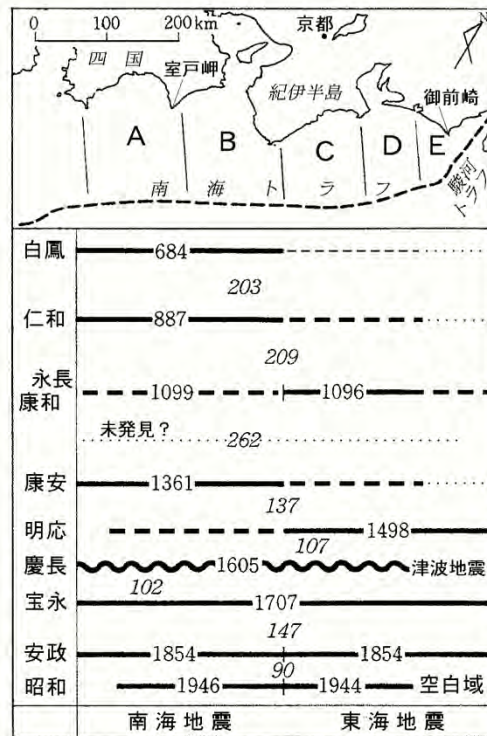 0 100 200km
京都
N
四国
室戸岬
紀伊半島
御前崎
A B C D E
南海トラフ
駿河トラフ
白鳳 684
203
仁和 887
209
永長
康和 1099 1096
未発見?
262
康安 1361
137
明応 1498
107
慶長 1605 津波地震
102
宝永 1707
147
安政 1854 1854
90
昭和 1946 1944 空白域
南海地震 東海地震